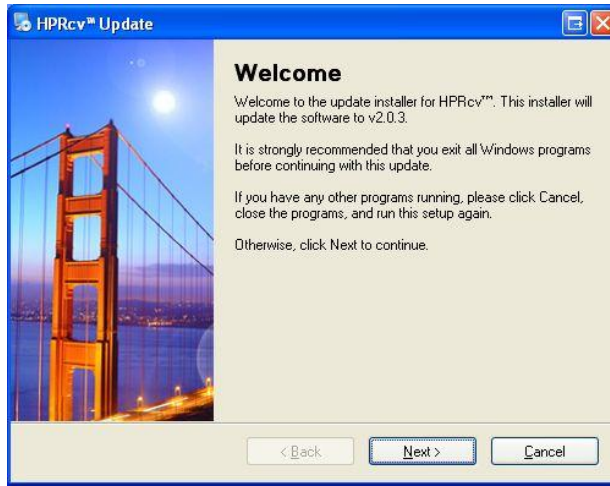 HPRcv™ Update
Welcome
Welcome to the update installer for HPRcv™. This installer will
update the software to v2.0.3.
It is strongly recommended that you exit all Windows programs
before continuing with this update.
If you have any other programs running, please click Cancel,
close the programs, and run this setup again.
Otherwise, click Next to continue.
< Back
Next >
Cancel